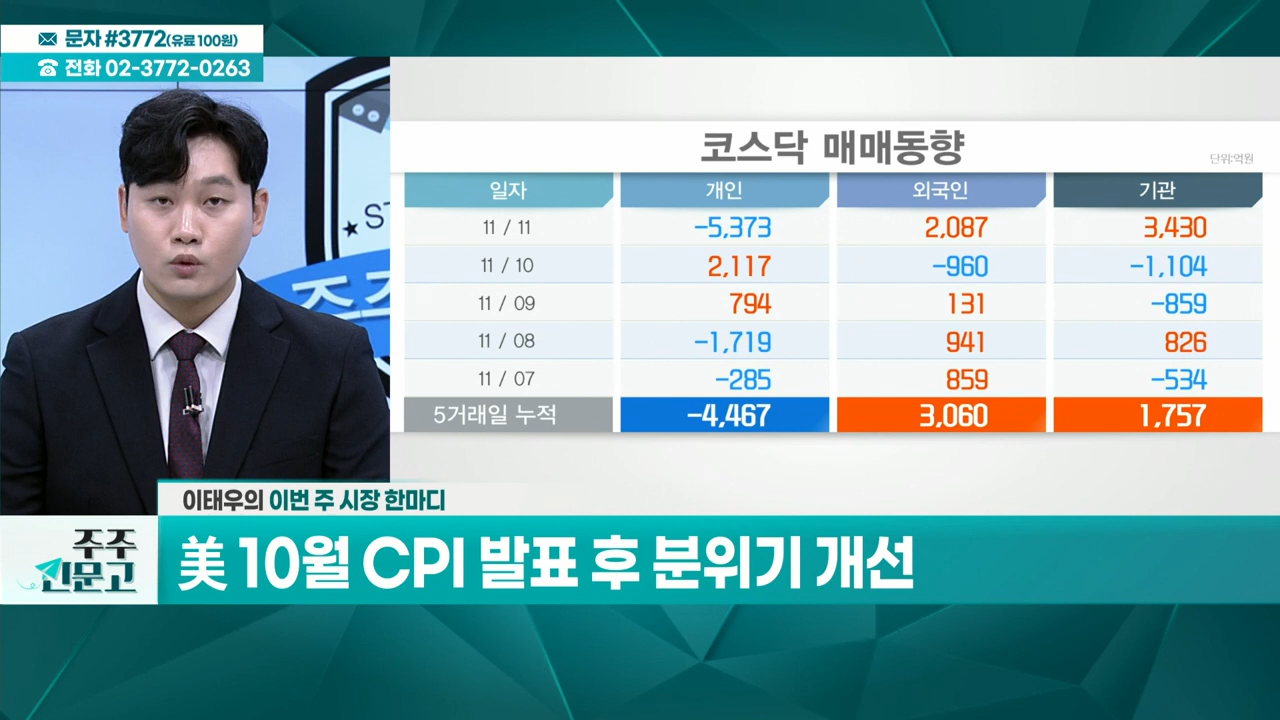 문자 #3772(유료 100원)
전화 02-3772-0263
ST
코스닥 매매동향
단위:억원
일자 개인 외국인 기관
11 / 11 -5,373 2,087 3,430
11 / 10 2,117 -960 -1,104
11 / 09 794 131 -859
11 / 08 -1,719 941 826
11 / 07 -285 859 -534
5거래일 누적 -4,467 3,060 1,757
이태우의 이번 주 시장 한마디
주주
신문고
美 10월 CPI 발표 후 분위기 개선